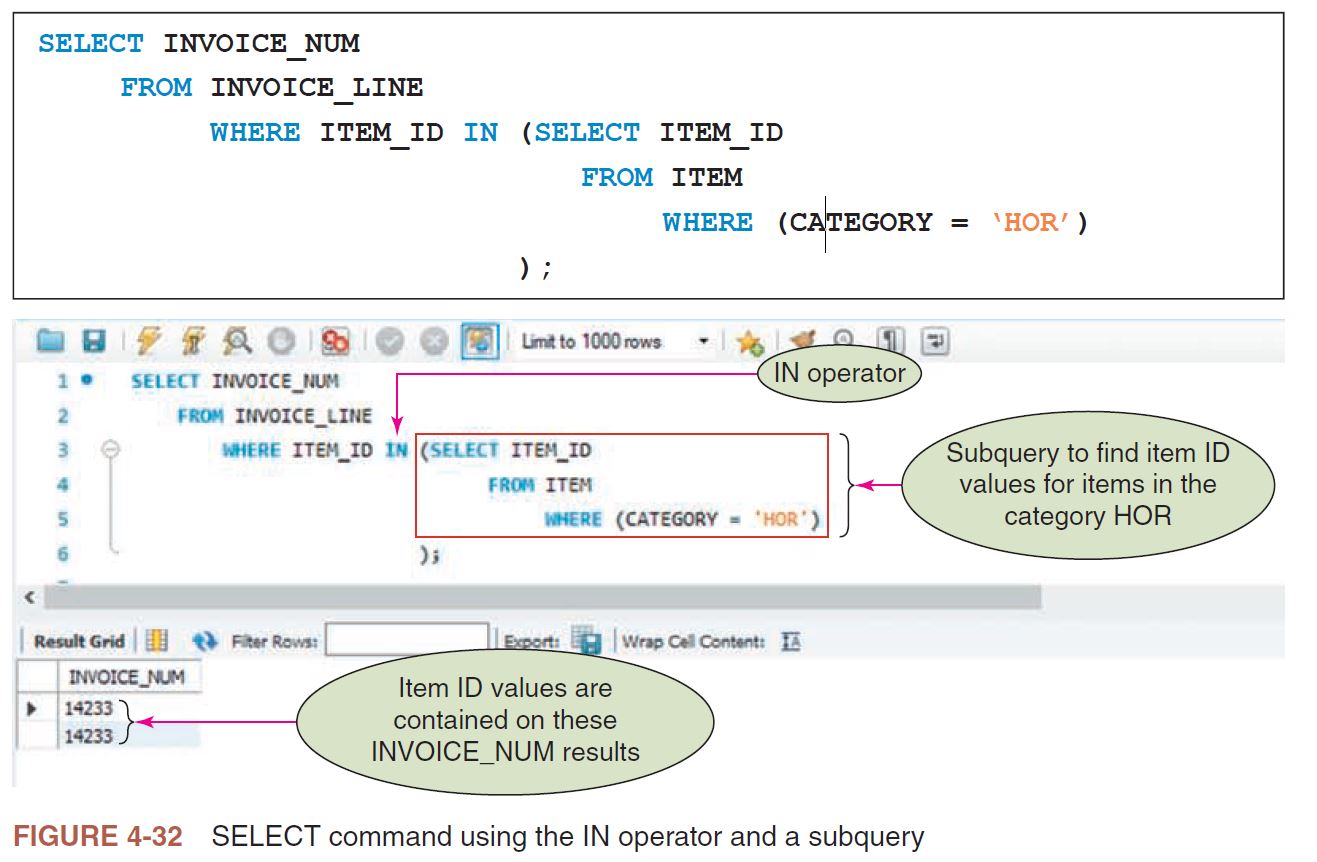 SELECT INVOICE_NUM
FROM INVOICE_LINE
WHERE ITEM_ID IN (SELECT ITEM_ID
FROM ITEM
WHERE (CATEGORY = ‘HOR’)
);
Limit to 1000 rows
IN operator
1 SELECT INVOICE_NUM
2 FROM INVOICE_LINE
3 WHERE ITEM_ID IN (SELECT ITEM_ID
4 FROM ITEM
5 WHERE (CATEGORY = 'HOR')
6 );
Subquery to find item ID
values for items in the
category HOR
Result Grid Filter Rows: Export: Wrap Cell Content:
INVOICE_NUM
14233
14233
Item ID values are
contained on these
INVOICE_NUM results
FIGURE 4-32 SELECT command using the IN operator and a subquery